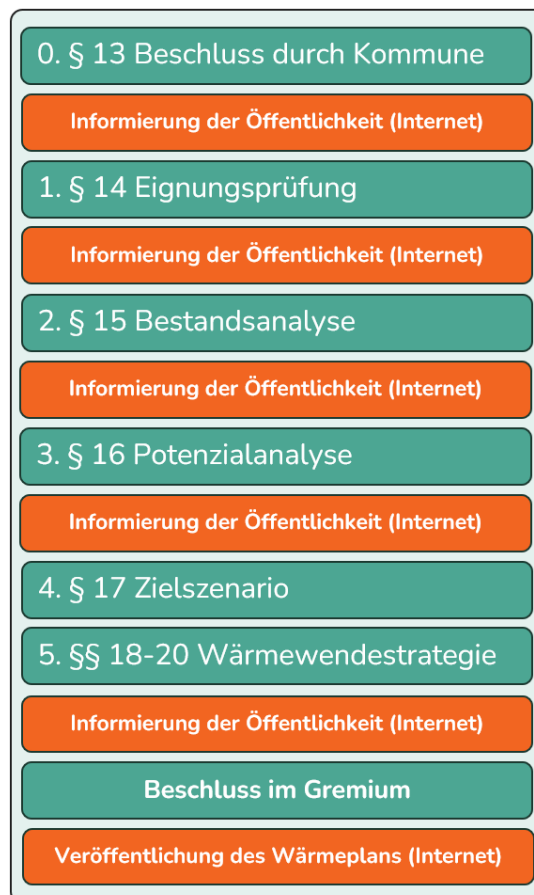 0. § 13 Beschluss durch Kommune
Informierung der Öffentlichkeit (Internet)
1. § 14 Eignungsprüfung
Informierung der Öffentlichkeit (Internet)
2. § 15 Bestandsanalyse
Informierung der Öffentlichkeit (Internet)
3. § 16 Potenzialanalyse
Informierung der Öffentlichkeit (Internet)
4. § 17 Zielszenario
5. §§ 18-20 Wärmewendestrategie
Informierung der Öffentlichkeit (Internet)
Beschluss im Gremium
Veröffentlichung des Wärmeplans (Internet)